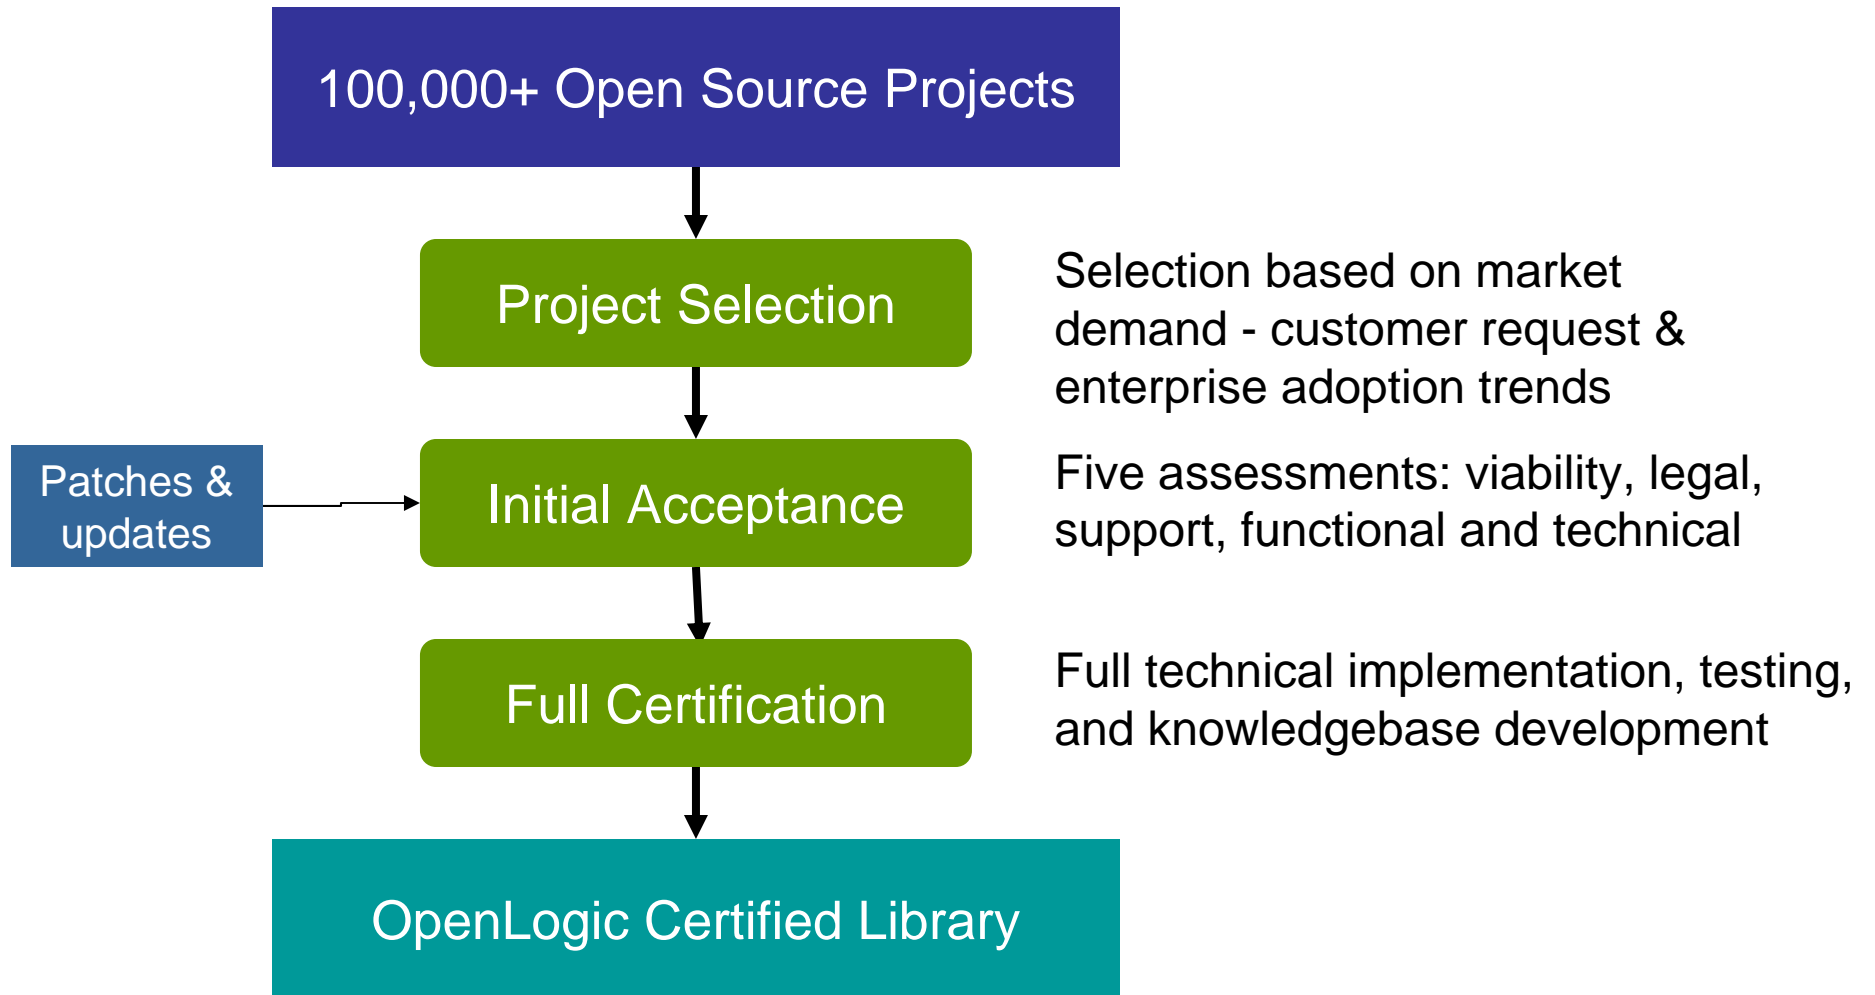 100,000+ Open Source Projects
Project Selection
Selection based on market
demand - customer request &
enterprise adoption trends
Patches &
updates
Initial Acceptance
Five assessments: viability, legal,
support, functional and technical
Full Certification
Full technical implementation, testing,
and knowledgebase development
OpenLogic Certified Library